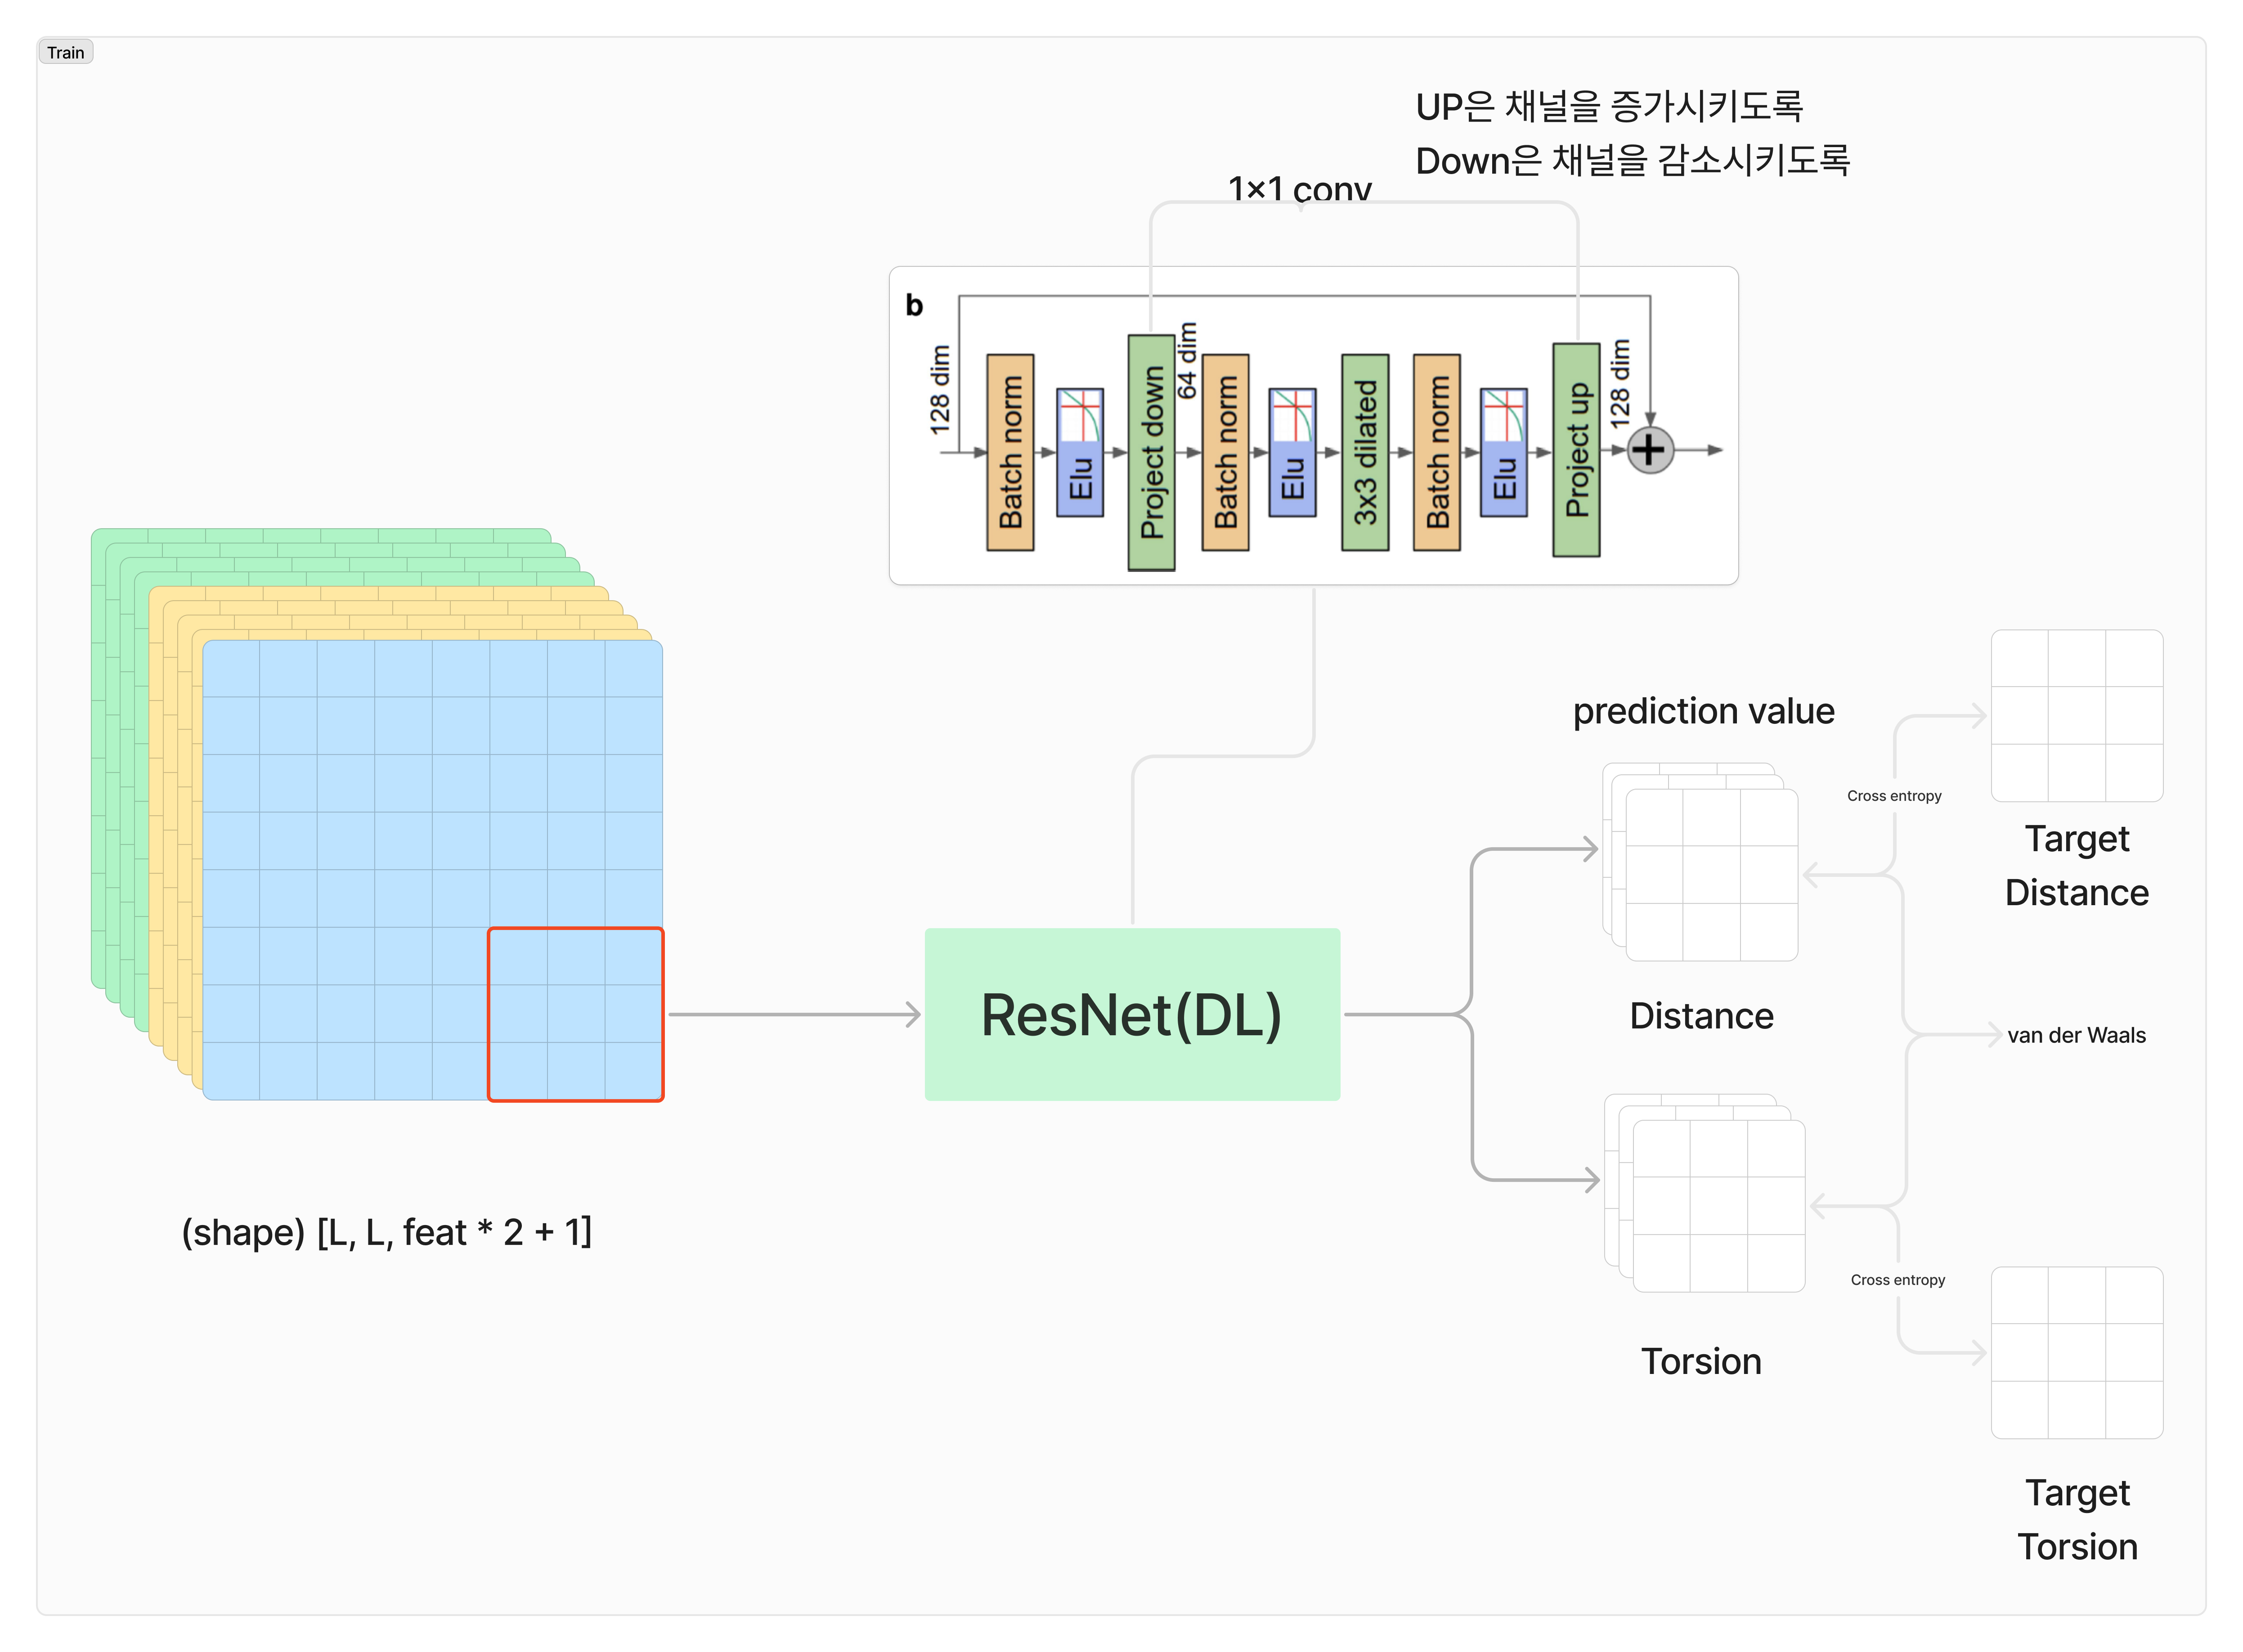 Train
UP은 채널을 증가시키도록
Down은 채널을 감소시키도록
1×1 conv
b
128 dim
Batch norm
Elu
Project down
64 dim
Batch norm
Elu
3x3 dilated
Batch norm
Elu
Project up
128 dim
prediction value
Cross entropy
Target
Distance
ResNet(DL)
Distance
van der Waals
(shape) [L, L, feat * 2 + 1]
Cross entropy
Torsion
Target
Torsion